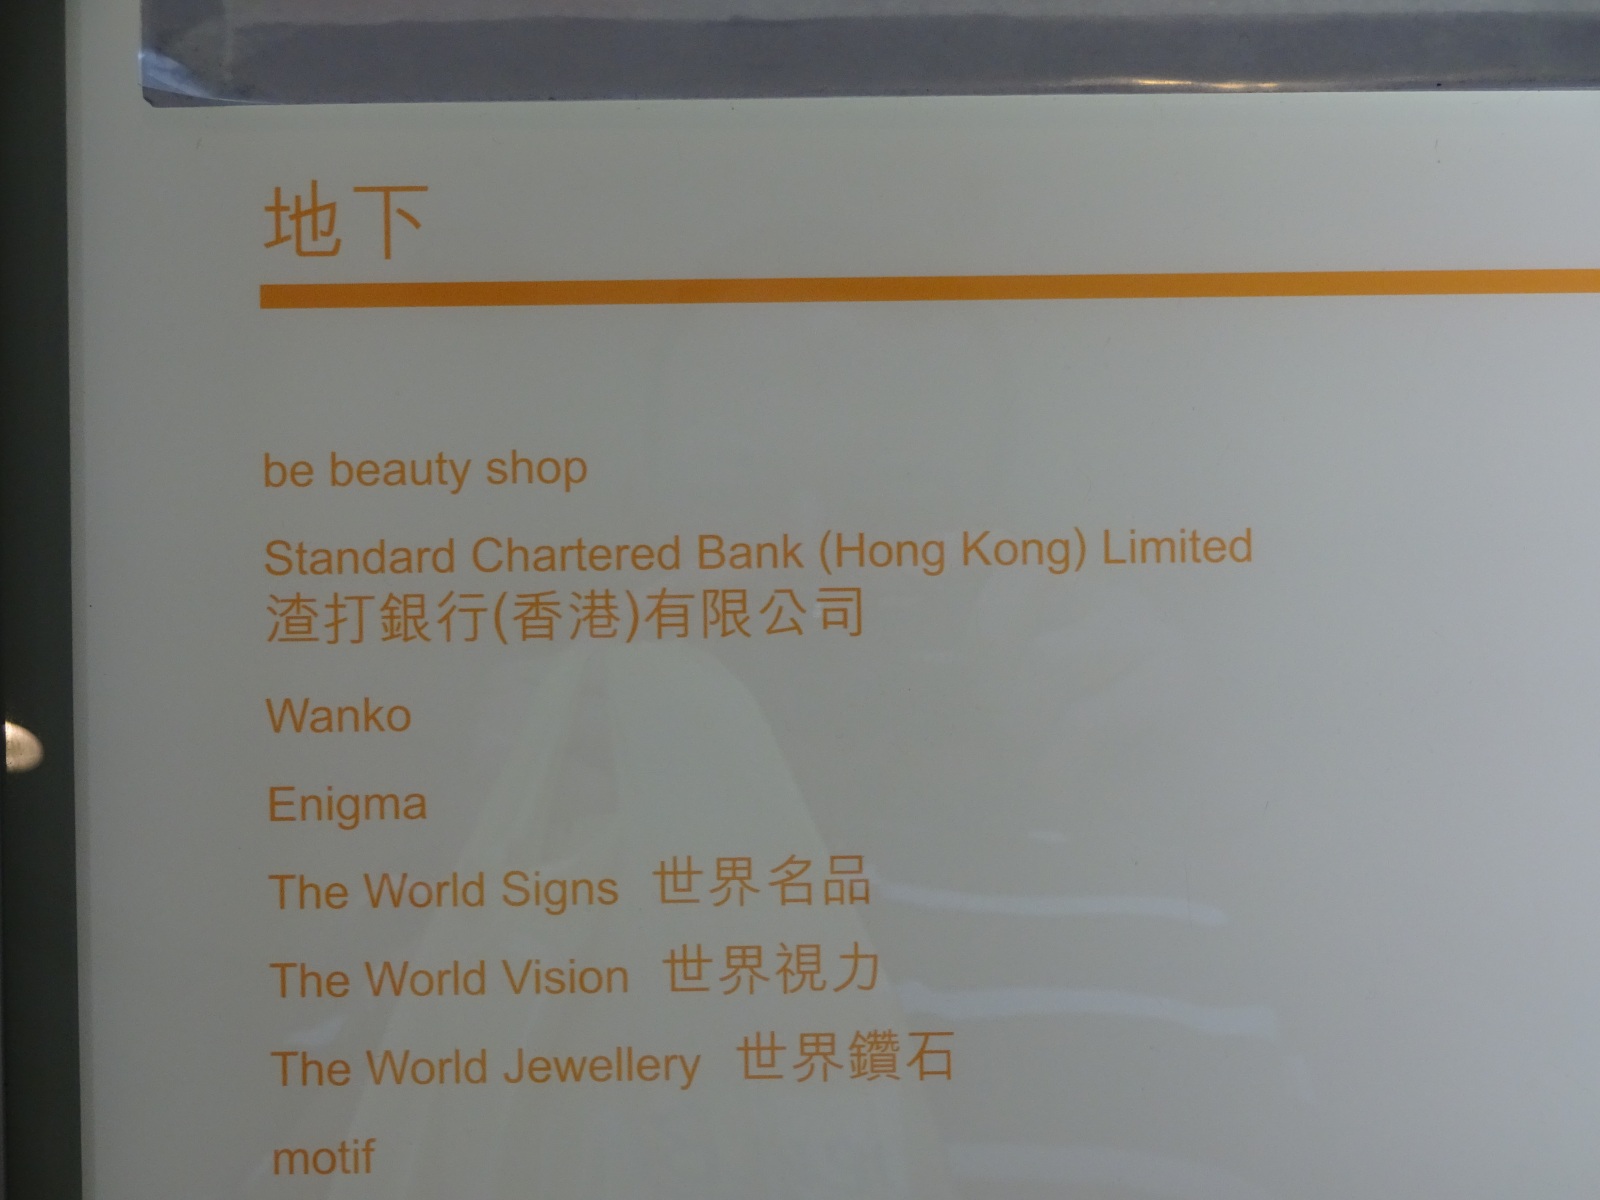 地下
be beauty shop
Standard Chartered Bank (Hong Kong) Limited
渣打銀行(香港)有限公司
Wanko
Enigma
The World Signs 世界名品
The World Vision 世界視力
The World Jewellery 世界鑽石
motif